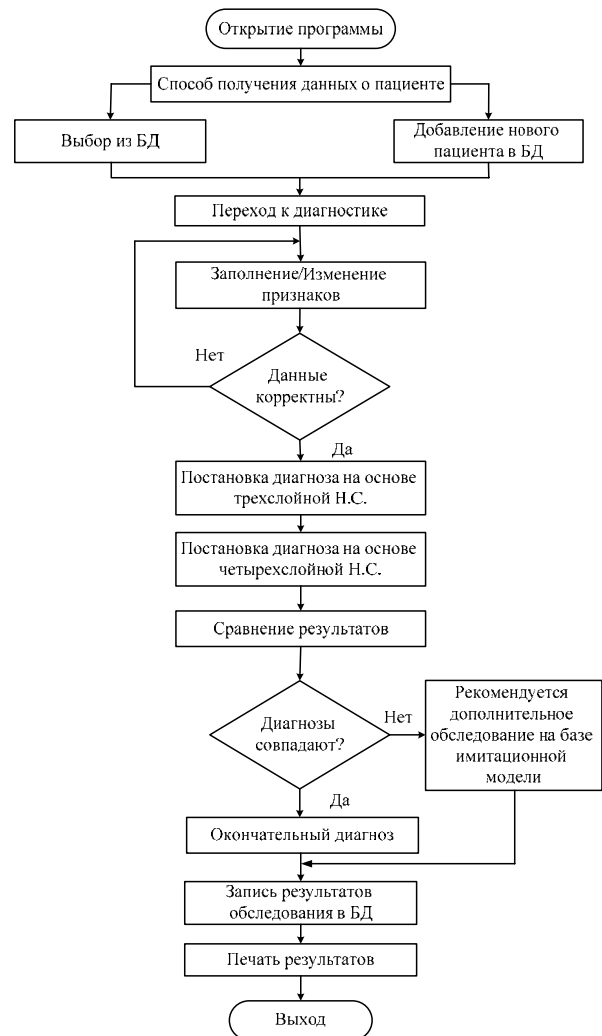 Открытие программы
Способ получения данных о пациенте
Выбор из БД
Добавление нового
пациента в БД
Переход к диагностике
Заполнение/Изменение
признаков
Нет
Данные
корректны?
Да
Постановка диагноза на основе
трехслойной Н.С.
Постановка диагноза на основе
четырехслойной Н.С.
Сравнение результатов
Диагнозы
совпадают?
Нет
Рекомендуется
дополнительное
обследование на базе
имитационной
модели
Да
Окончательный диагноз
Запись результатов
обследования в БД
Печать результатов
Выход